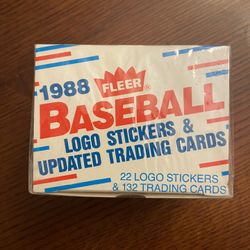 1988
FLEER®
BASEBALL
LOGO STICKERS &
UPDATED TRADING CARDS
22 LOGO STICKERS
& 132 TRADING CARDS